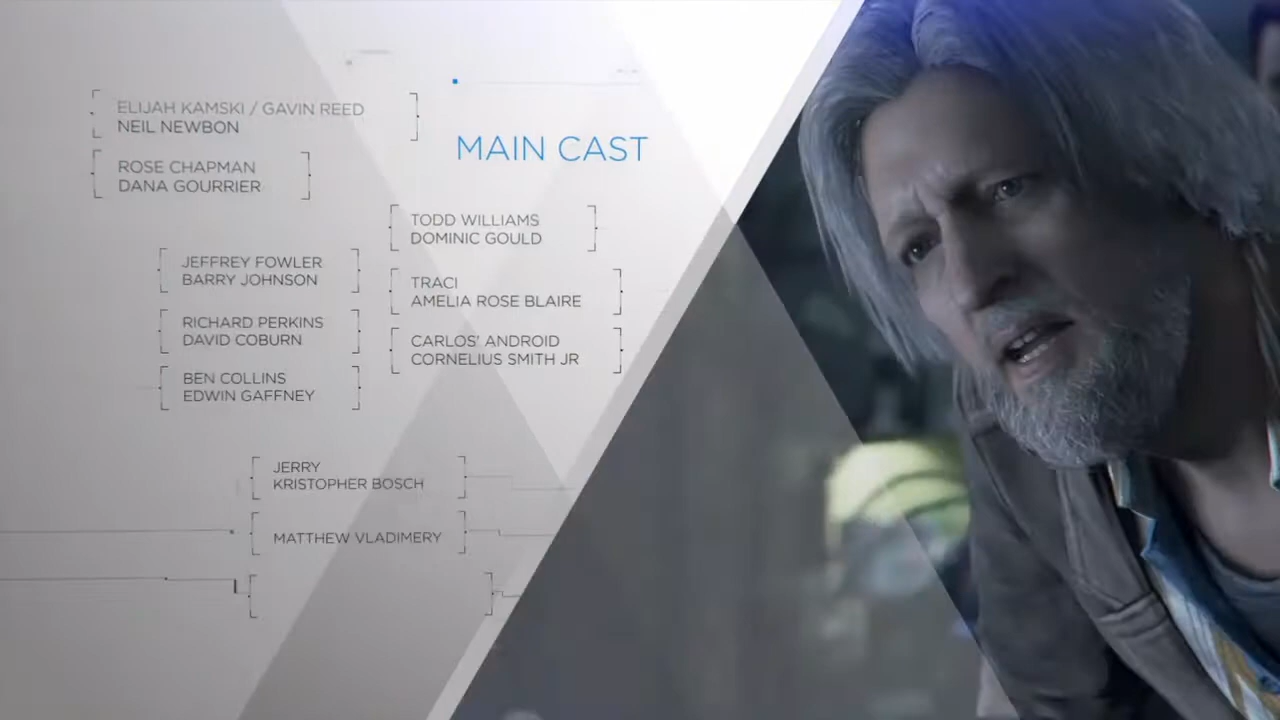 ELIJAH KAMSKI / GAVIN REED
NEIL NEWBON
ROSE CHAPMAN
DANA GOURRIER
MAIN CAST
TODD WILLIAMS
DOMINIC GOULD
JEFFREY FOWLER
BARRY JOHNSON
TRACI
AMELIA ROSE BLAIRE
RICHARD PERKINS
DAVID COBURN
CARLOS' ANDROID
CORNELIUS SMITH JR
BEN COLLINS
EDWIN GAFFNEY
JERRY
KRISTOPHER BOSCH
MATTHEW VLADIMERY